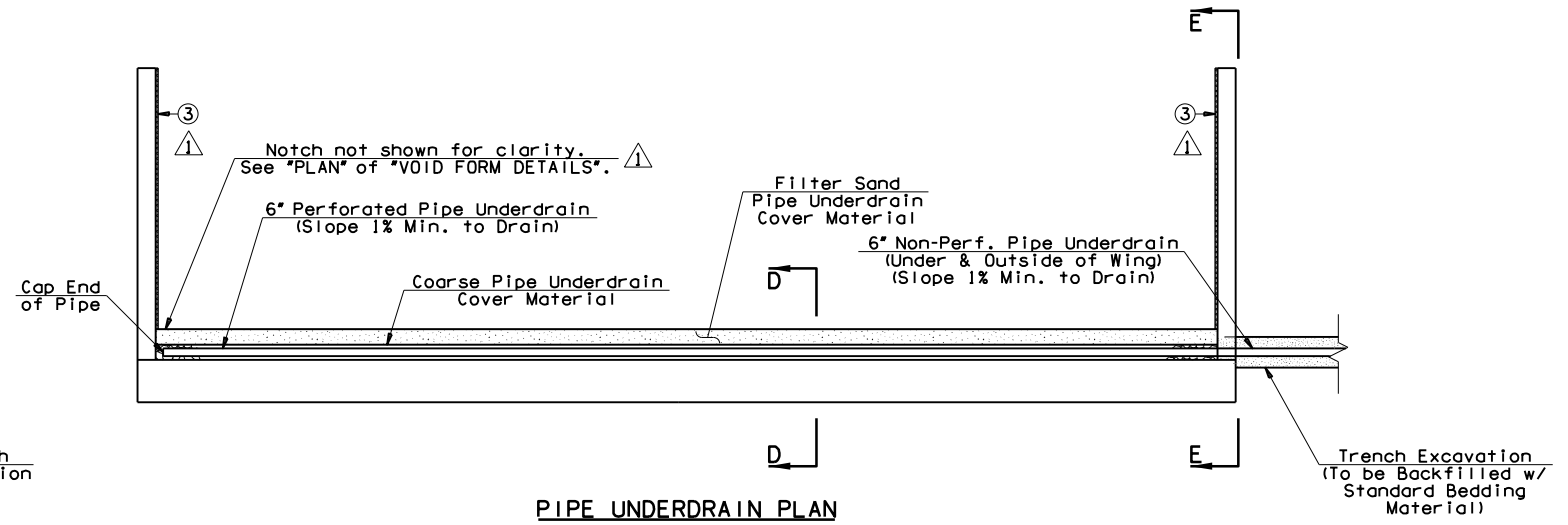 E
3
1
3
1
Notch not shown for clarity.
See "PLAN" of "VOID FORM DETAILS".
1
Filter Sand
Pipe Underdrain
Cover Material
6" Perforated Pipe Underdrain
(Slope 1% Min. to Drain)
6" Non-Perf. Pipe Underdrain
(Under & Outside of Wing)
(Slope 1% Min. to Drain)
Cap End
of Pipe
Coarse Pipe Underdrain
Cover Material
D
D
E
h
ion
Trench Excavation
(To be Backfilled w/
Standard Bedding
Material)
PIPE UNDERDRAIN PLAN